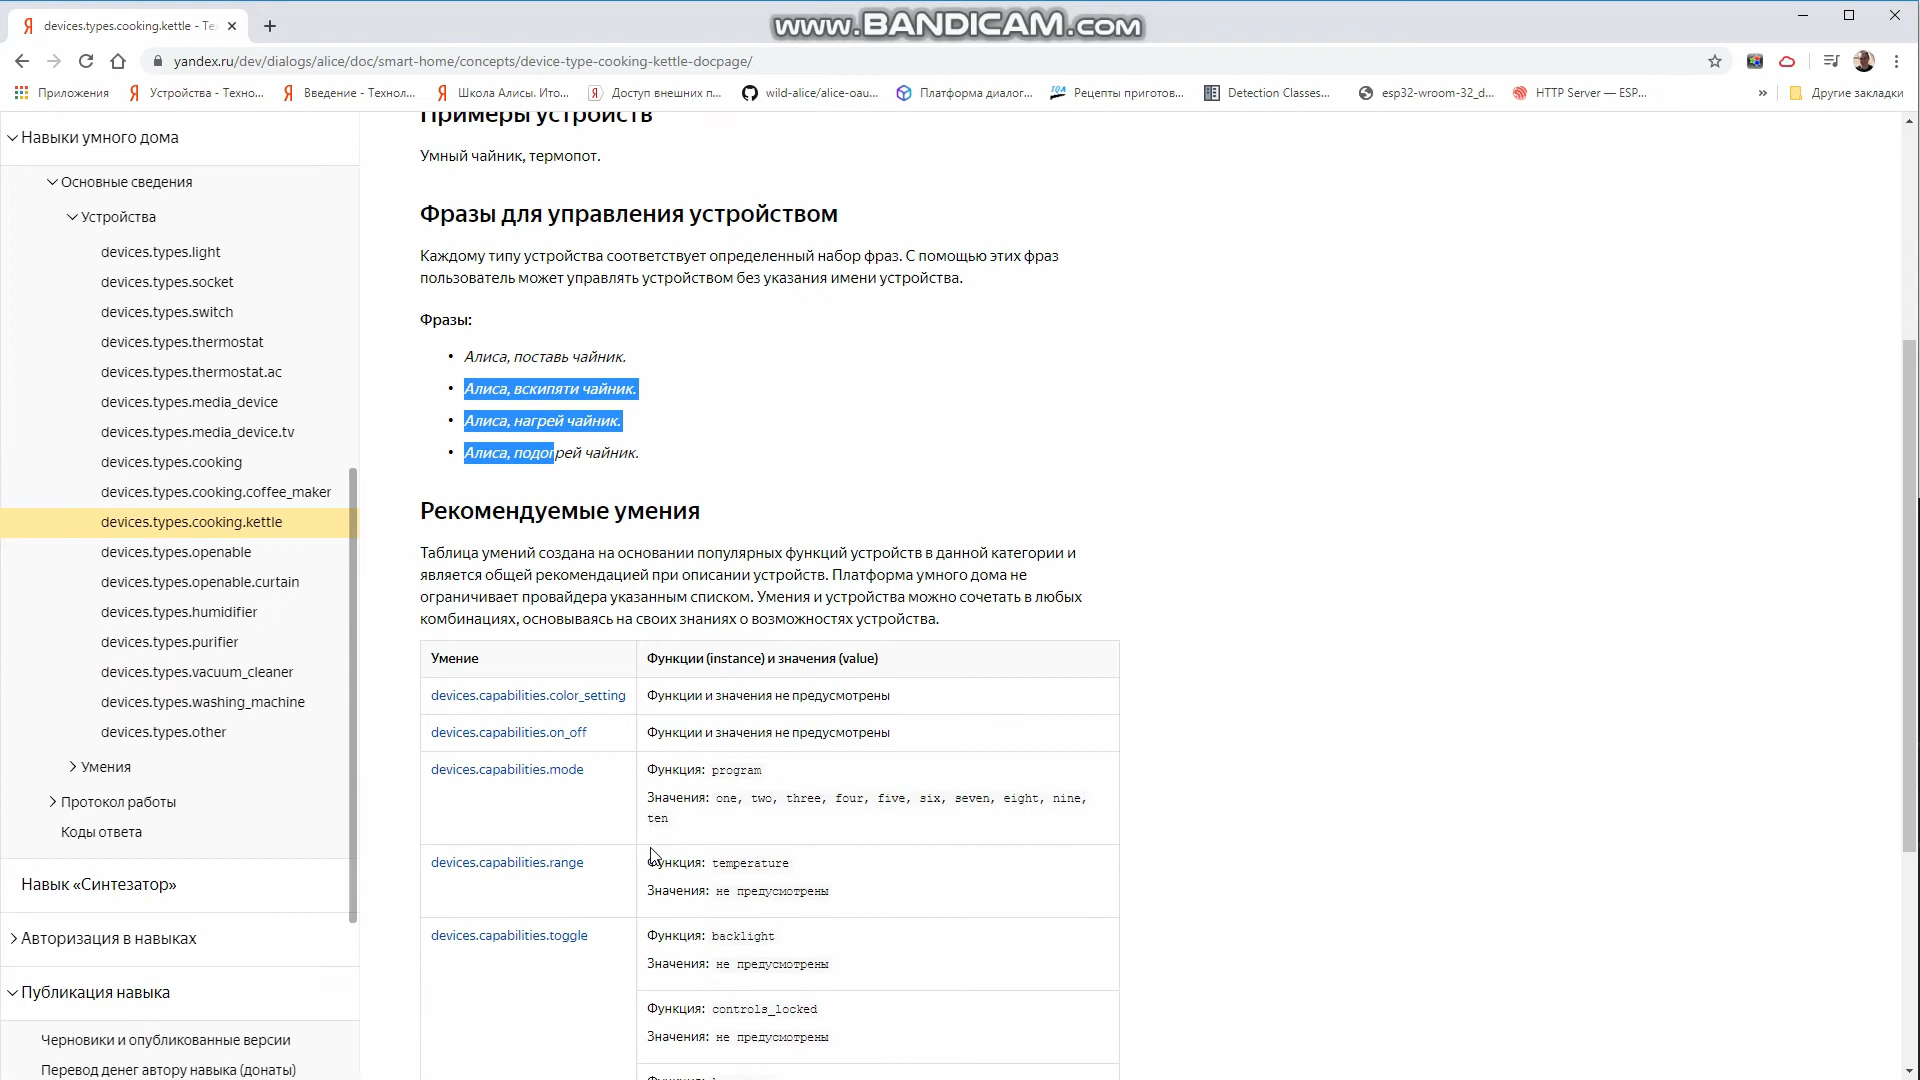 devices.types.cooking.kettle - Те
www.BANDICAM.com
yandex.ru/dev/dialogs/alice/doc/smart-home/concepts/device-type-cooking-kettle-docpage/
Приложения
Устройства - Техно...
Введение - Технол...
Школа Алисы. Ито...
Доступ внешних п...
wild-alice/alice-oau...
Платформа диалог...
Рецепты приготов...
Detection Classes...
esp32-wroom-32_d...
HTTP Server — ESP...
»
Другие закладки
Навыки умного дома
Основные сведения
Устройства
devices.types.light
devices.types.socket
devices.types.switch
devices.types.thermostat
devices.types.thermostat.ac
devices.types.media_device
devices.types.media_device.tv
devices.types.cooking
devices.types.cooking.coffee_maker
devices.types.cooking.kettle
devices.types.openable
devices.types.openable.curtain
devices.types.humidifier
devices.types.purifier
devices.types.vacuum_cleaner
devices.types.washing_machine
devices.types.other
Умения
Протокол работы
Коды ответа
Навык «Синтезатор»
Авторизация в навыках
Публикация навыка
Черновики и опубликованные версии
Перевод денег автору навыка (донаты)
Примеры устройств
Умный чайник, термопот.
Фразы для управления устройством
Каждому типу устройства соответствует определенный набор фраз. С помощью этих фраз
пользователь может управлять устройством без указания имени устройства.
Фразы:
• Алиса, поставь чайник.
• Алиса, вскипяти чайник.
• Алиса, нагрей чайник.
• Алиса, подогрей чайник.
Рекомендуемые умения
Таблица умений создана на основании популярных функций устройств в данной категории и
является общей рекомендацией при описании устройств. Платформа умного дома не
ограничивает провайдера указанным списком. Умения и устройства можно сочетать в любых
комбинациях, основываясь на своих знаниях о возможностях устройства.
Умение Функции (instance) и значения (value)
devices.capabilities.color_setting Функции и значения не предусмотрены
devices.capabilities.on_off Функции и значения не предусмотрены
devices.capabilities.mode Функция: program
Значения: one, two, three, four, five, six, seven, eight, nine,
ten
devices.capabilities.range Функция: temperature
Значения: не предусмотрены
devices.capabilities.toggle Функция: backlight
Значения: не предусмотрены
Функция: controls_locked
Значения: не предусмотрены